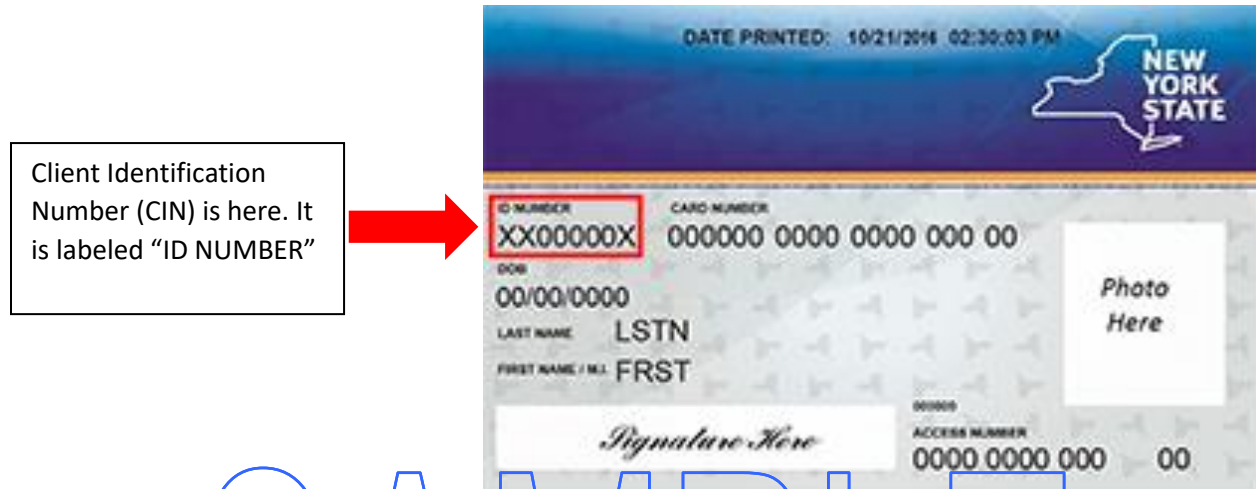 DATE PRINTED: 10/21/2016 02:30:03 PM
NEW
YORK
STATE
Client Identification
Number (CIN) is here. It
is labeled “ID NUMBER”
ID NUMBER CARD NUMBER
XX00000X 000000 0000 0000 000 00
DOB
00/00/0000
Photo
Here
LAST NAME LSTN
FIRST NAME / M.I. FRST
000000
Signature Here
ACCESS NUMBER
0000 0000 000 00
SAMPLE